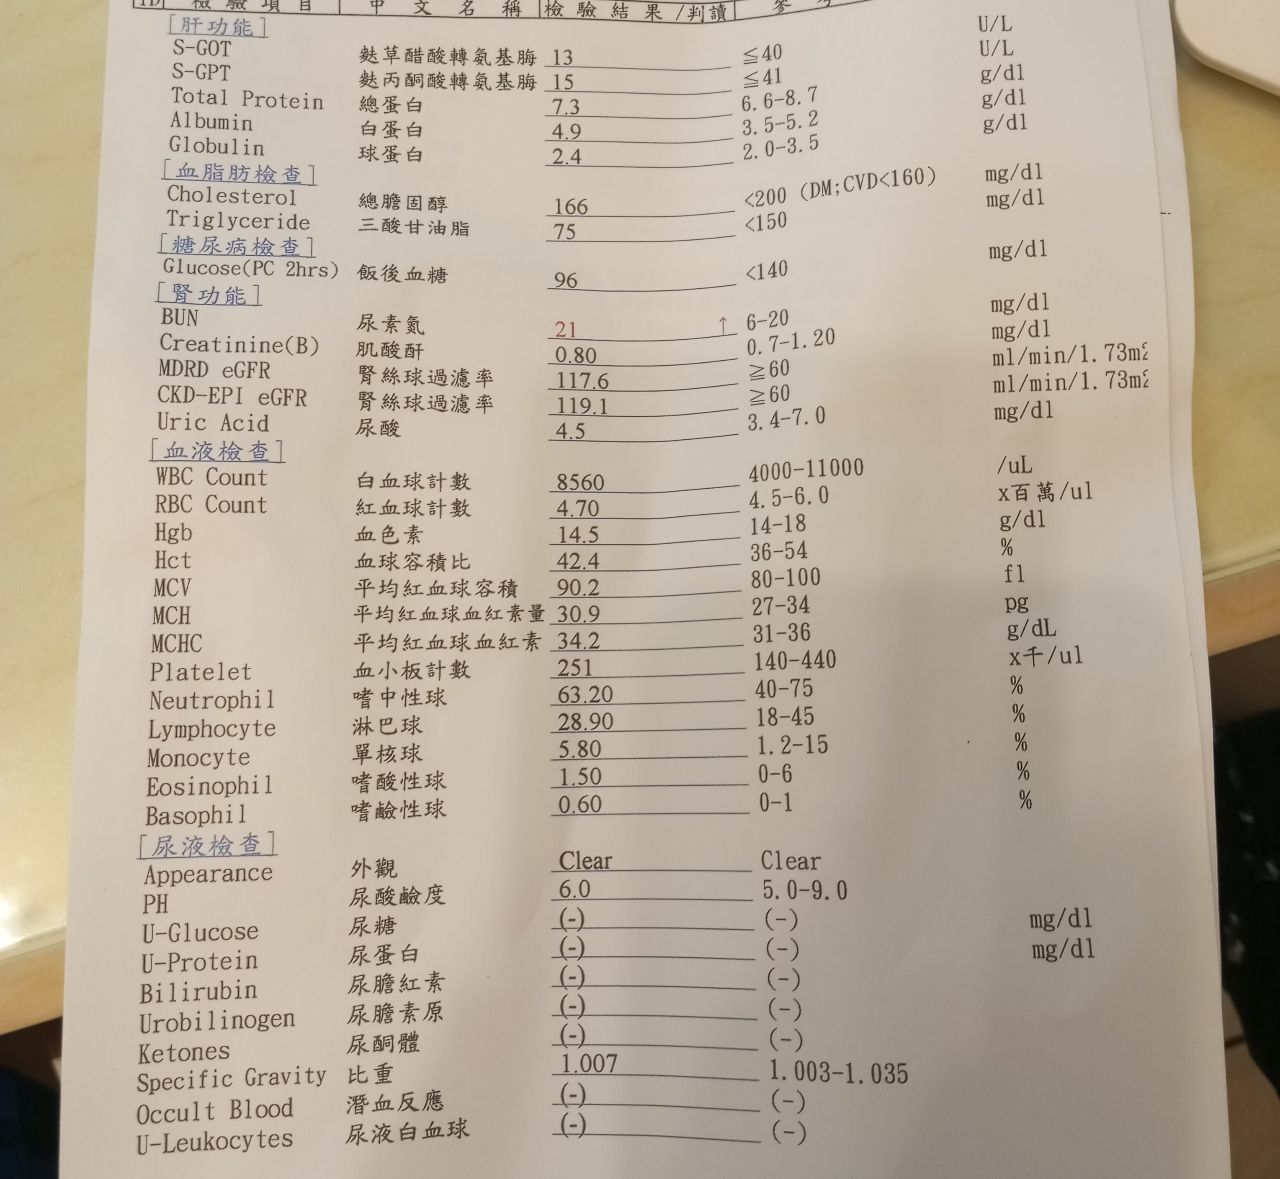 檢驗項目 中文名稱 檢驗結果/判讀 參考
[肝功能] U/L
S-GOT 麩草醋酸轉氨基脢 13 ≦40 U/L
S-GPT 麩丙酮酸轉氨基脢 15 ≦41 g/dl
Total Protein 總蛋白 7.3 6.6-8.7 g/dl
Albumin 白蛋白 4.9 3.5-5.2 g/dl
Globulin 球蛋白 2.4 2.0-3.5
[血脂肪檢查] mg/dl
Cholesterol 總膽固醇 166 <200 (DM;CVD<160) mg/dl
Triglyceride 三酸甘油脂 75 <150
[糖尿病檢查] mg/dl
Glucose(PC 2hrs) 飯後血糖 96 <140
[腎功能] mg/dl
BUN 尿素氮 21 ↑ 6-20 mg/dl
Creatinine(B) 肌酸酐 0.80 0.7-1.20 ml/min/1.73m2
MDRD eGFR 腎絲球過濾率 117.6 ≧60 ml/min/1.73m2
CKD-EPI eGFR 腎絲球過濾率 119.1 ≧60 mg/dl
Uric Acid 尿酸 4.5 3.4-7.0
[血液檢查]
WBC Count 白血球計數 8560 4000-11000 /uL
RBC Count 紅血球計數 4.70 4.5-6.0 x百萬/ul
Hgb 血色素 14.5 14-18 g/dl
Hct 血球容積比 42.4 36-54 %
MCV 平均紅血球容積 90.2 80-100 fl
MCH 平均紅血球血紅素量 30.9 27-34 pg
MCHC 平均紅血球血紅素 34.2 31-36 g/dL
Platelet 血小板計數 251 140-440 x千/ul
Neutrophil 嗜中性球 63.20 40-75 %
Lymphocyte 淋巴球 28.90 18-45 %
Monocyte 單核球 5.80 1.2-15 %
Eosinophil 嗜酸性球 1.50 0-6 %
Basophil 嗜鹼性球 0.60 0-1 %
[尿液檢查]
Appearance 外觀 Clear Clear
PH 尿酸鹼度 6.0 5.0-9.0
U-Glucose 尿糖 (-) (-) mg/dl
U-Protein 尿蛋白 (-) (-) mg/dl
Bilirubin 尿膽紅素 (-) (-)
Urobilinogen 尿膽素原 (-) (-)
Ketones 尿酮體 (-) (-)
Specific Gravity 比重 1.007 1.003-1.035
Occult Blood 潛血反應 (-) (-)
U-Leukocytes 尿液白血球 (-) (-)